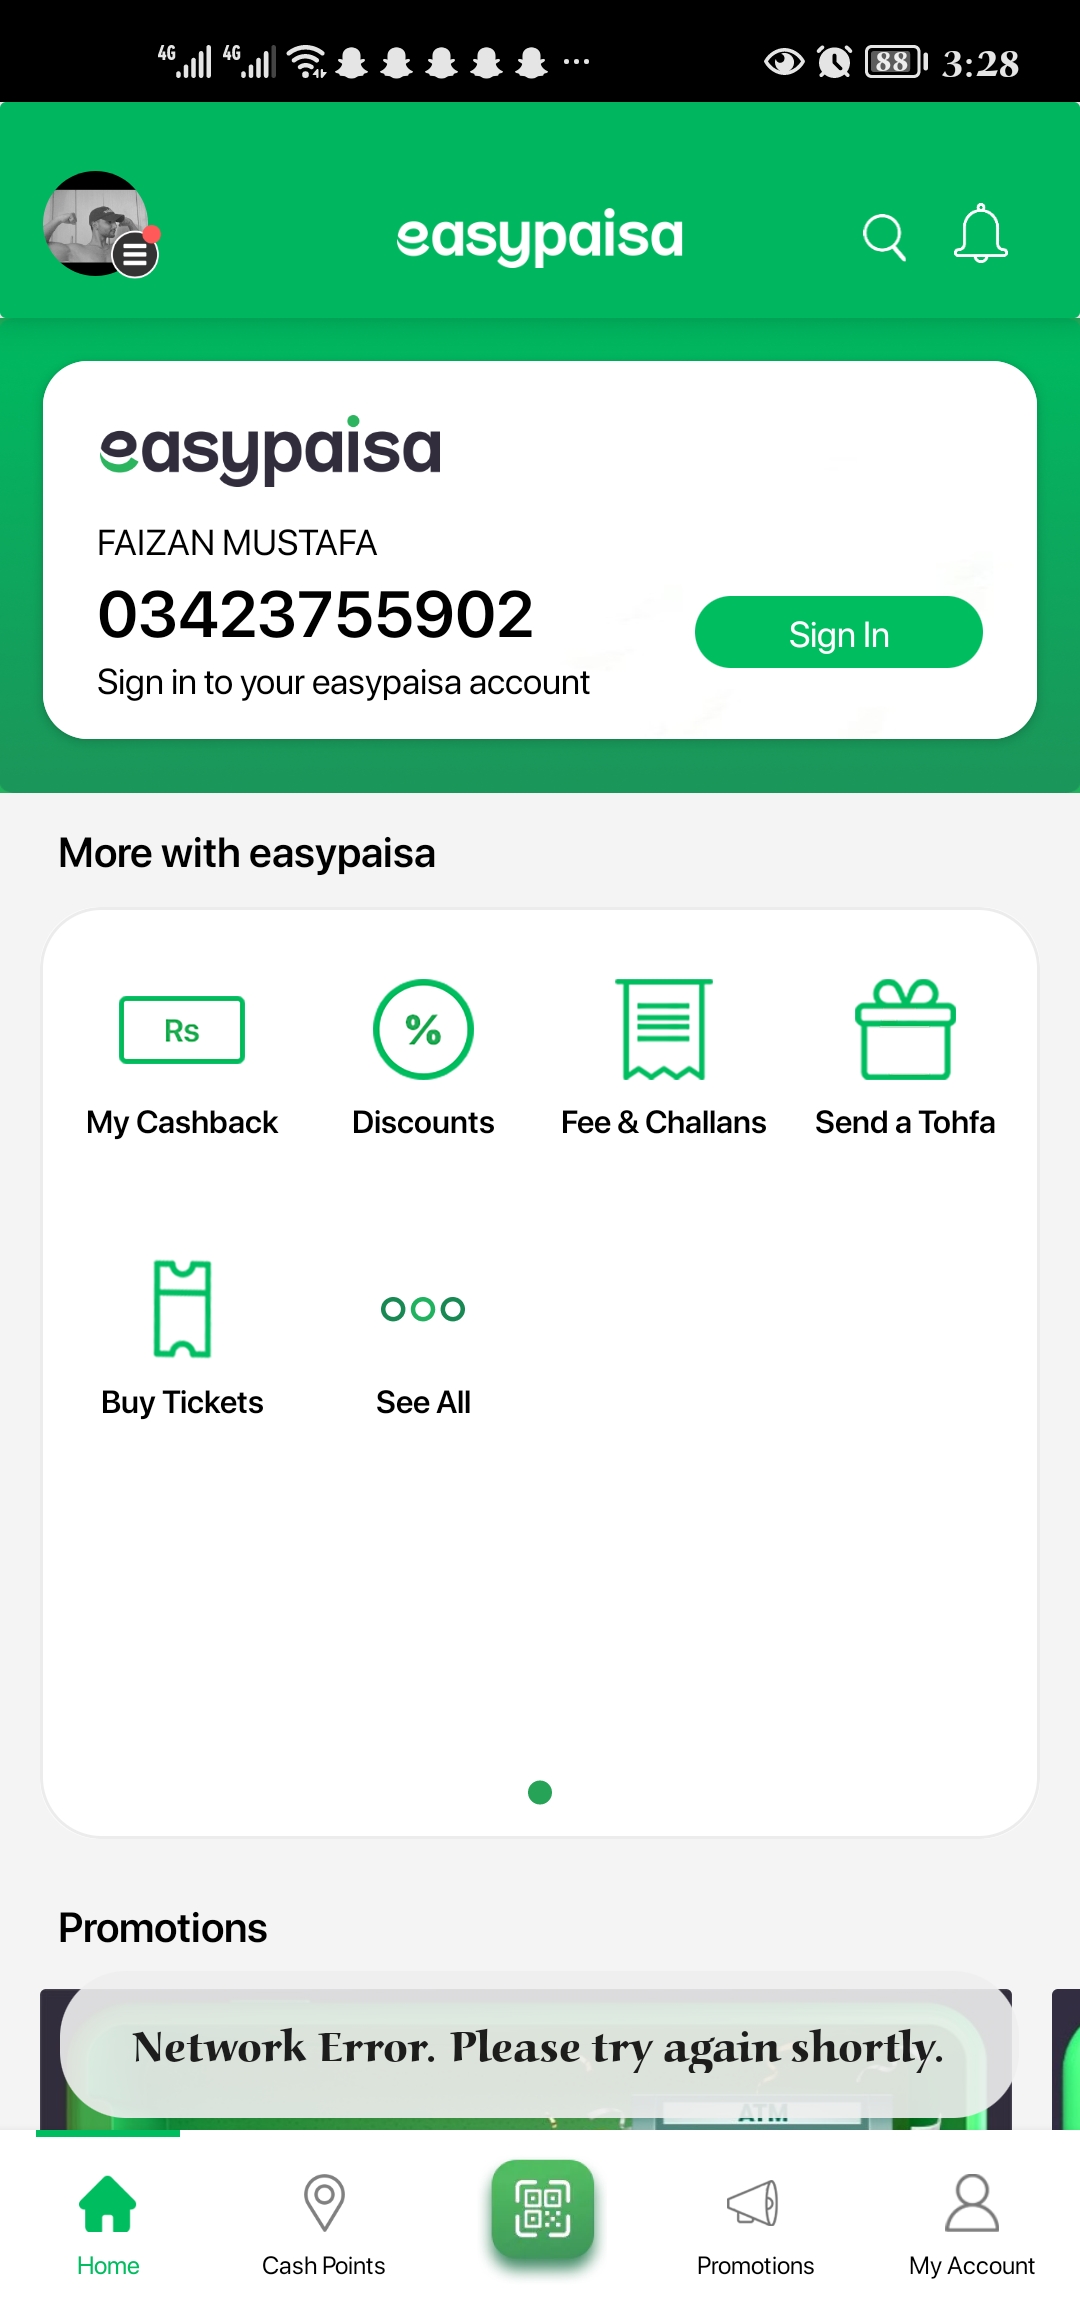 4G 4G 88 3:28
easypaisa
easypaisa
FAIZAN MUSTAFA
03423755902
Sign In
Sign in to your easypaisa account
More with easypaisa
Rs %
My Cashback Discounts Fee & Challans Send a Tohfa
Buy Tickets See All
Promotions
Network Error. Please try again shortly.
ATM
Home Cash Points Promotions My Account